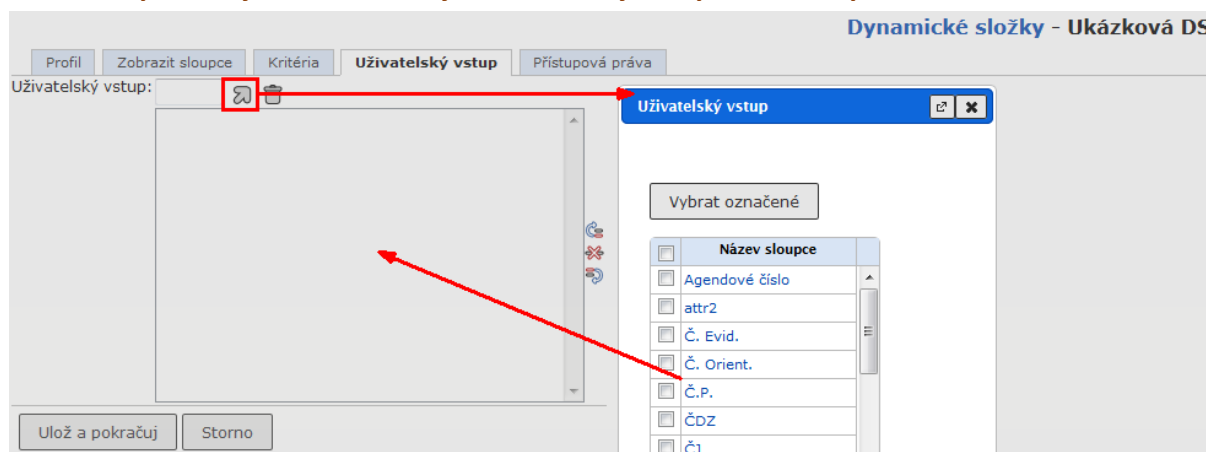 Dynamické složky - Ukázková DS
Profil
Zobrazit sloupce
Kritéria
Uživatelský vstup
Přístupová práva
Uživatelský vstup:
Uživatelský vstup
Vybrat označené
Název sloupce
Agendové číslo
attr2
Č. Evid.
Č. Orient.
Č.P.
ČDZ
Ulož a pokračuj
Storno